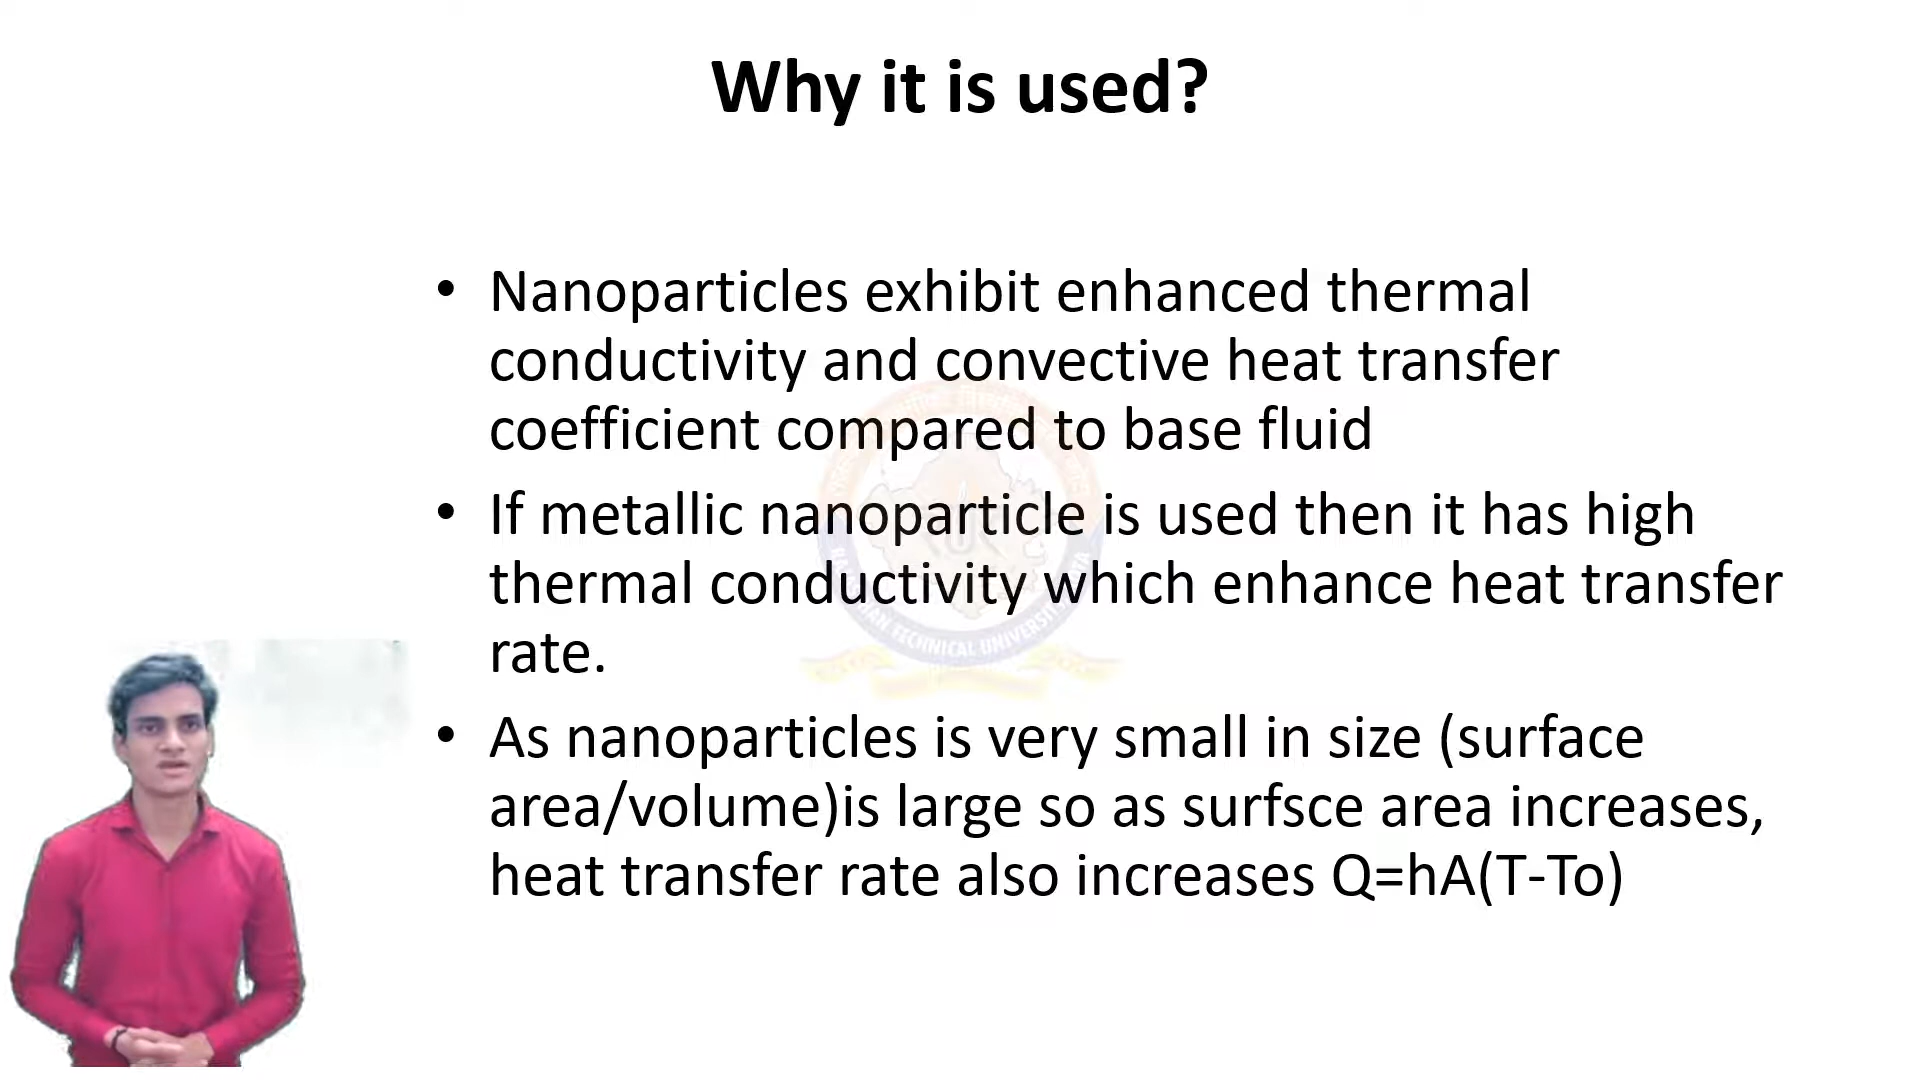 Why it is used?
• Nanoparticles exhibit enhanced thermal
conductivity and convective heat transfer
coefficient compared to base fluid
• If metallic nanoparticle is used then it has high
thermal conductivity which enhance heat transfer
rate.
• As nanoparticles is very small in size (surface
area/volume)is large so as surfsce area increases,
heat transfer rate also increases Q=hA(T-To)
TECHNICAL UNIVERSITY